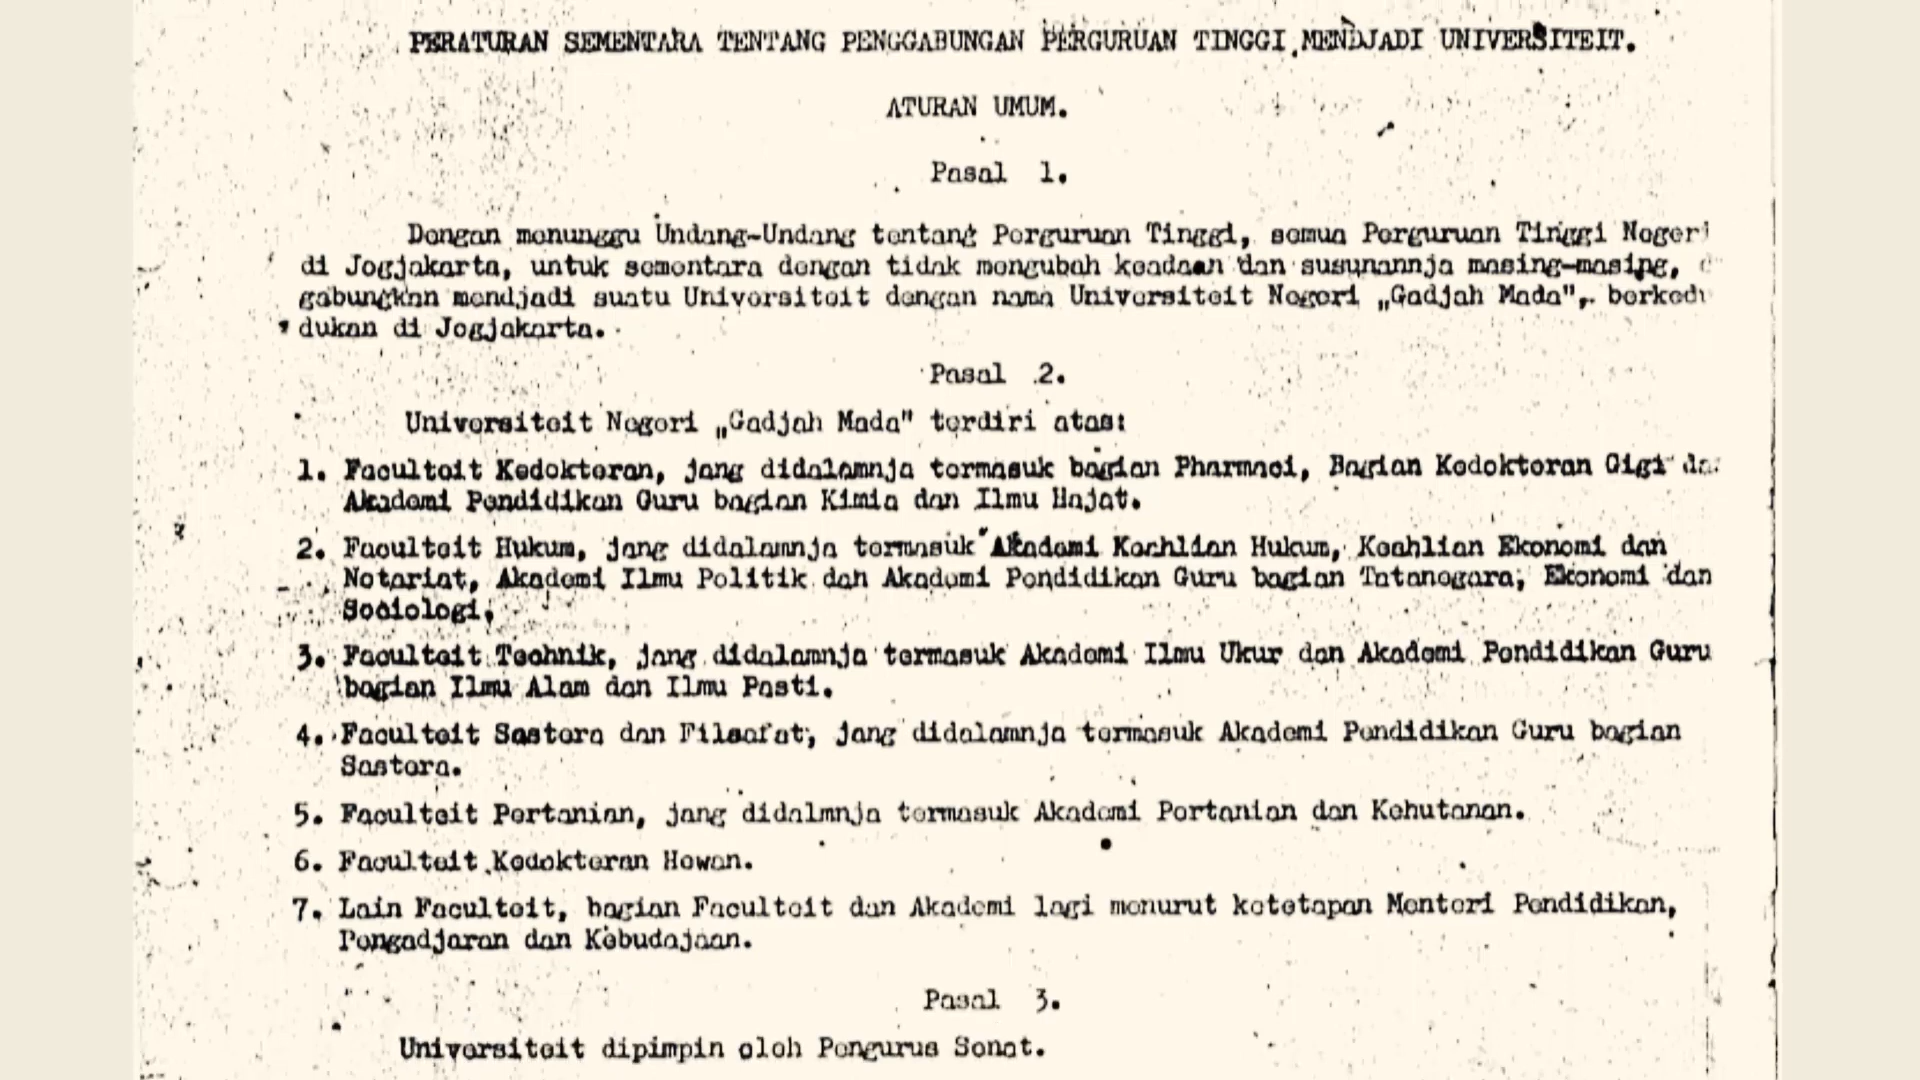 PERATURAN SEMENTARA TENTANG PENGGABUNGAN PERGURUAN TINGGI MENDJADI UNIVERSITEIT.
ATURAN UMUM.
Pasal 1.
Dengan menunggu Undang-Undang tentang Perguruan Tinggi, semua Perguruan Tinggi Negeri
di Jogjakarta, untuk sementara dengan tidak mengubah keadaan dan susunannja masing-masing,
gabungkan mendjadi suatu Universiteit dengan nama Universiteit Negeri „Gadjah Mada", berkedu
dukan di Jogjakarta.
Pasal 2.
Universiteit Negeri „Gadjah Mada" terdiri atas:
1. Faculteit Kedokteran, jang didalamnja termasuk bagian Pharmaci, Bagian Kedokteran Gigi da
Akademi Pendidikan Guru bagian Kimia dan Ilmu Hajat.
2. Faculteit Hukum, jang didalamnja termasuk Akademi Keahlian Hukum, Keahlian Ekonomi dan
Notariat, Akademi Ilmu Politik dan Akademi Pendidikan Guru bagian Tatanegara, Ekonomi dan
Sociologi,
3. Faculteit Technik, jang didalamnja termasuk Akademi Ilmu Ukur dan Akademi Pendidikan Guru
bagian Ilmu Alam dan Ilmu Pasti.
4. Faculteit Sastera dan Filsafat, jang didalamnja termasuk Akademi Pendidikan Guru bagian
Sastera.
5. Faculteit Pertanian, jang didalmnja termasuk Akademi Pertanian dan Kehutanan.
6. Faculteit Kedokteran Hewan.
7. Lain Faculteit, bagian Faculteit dan Akademi lagi menurut ketetapan Menteri Pendidikan,
Pengadjaran dan Kebudajaan.
Pasal 3.
Universiteit dipimpin oleh Pengurus Senat.